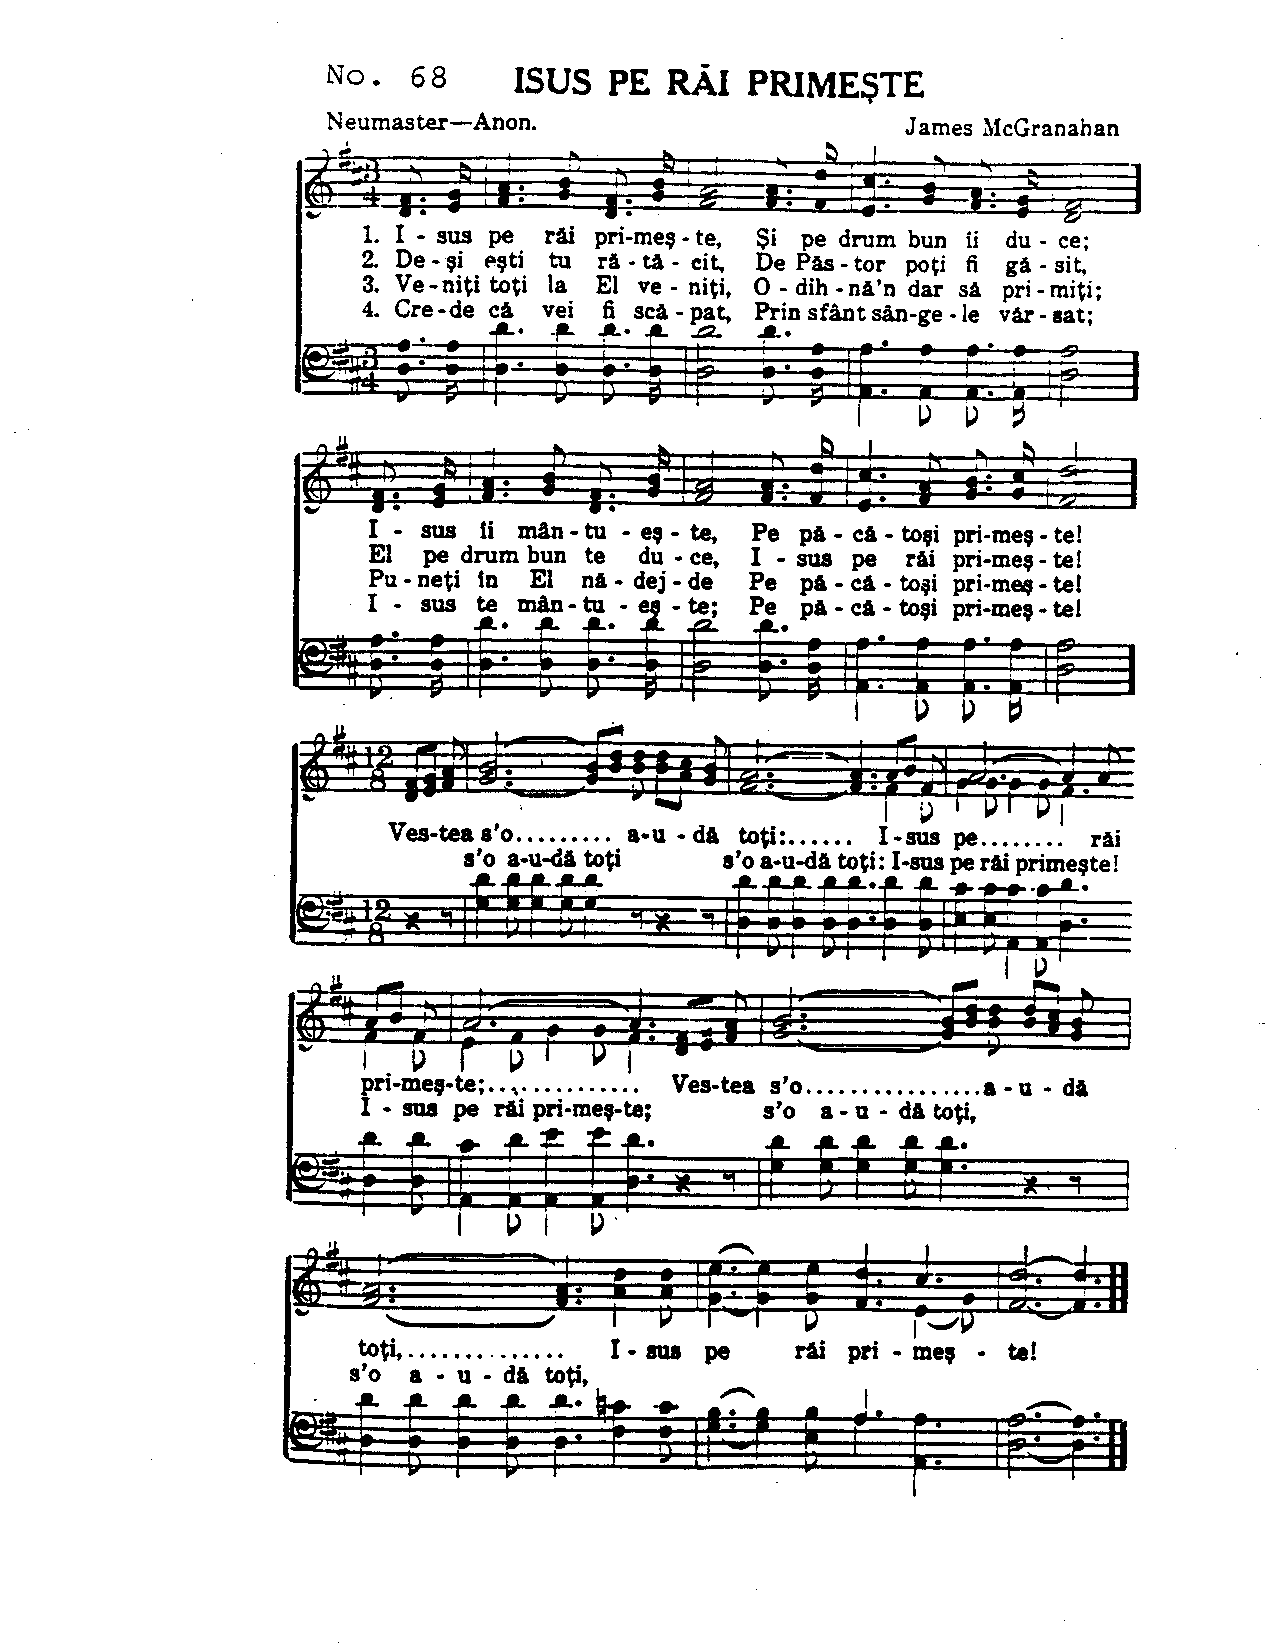 No. 68 ISUS PE RĂI PRIMEȘTE
Neumaster—Anon. James McGranahan
1. I - sus pe răi pri-meș - te, Și pe drum bun îi du - ce;
2. De - și ești tu ră - tă - cit, De Păs - tor poți fi gă - sit,
3. Ve - niți toți la El ve - niți, O - dih - nă'n dar să pri - miți;
4. Cre - de că vei fi scă - pat, Prin sfânt sân-ge - le văr - sat;
I - sus îi mân - tu - eș - te, Pe pă - că - toși pri-meș - te!
El pe drum bun te du - ce, I - sus pe răi pri-meș - te!
Pu - neți în El nă - dej - de Pe pă - că - toși pri-meș - te!
I - sus te mân - tu - eș - te; Pe pă - că - toși pri-meș - te!
Ves-tea s'o......... a-u - dă toți:...... I-sus pe........ răi
s'o a-u-dă toți s'o a-u-dă toți: I-sus pe răi primește!
pri-meș-te;.............. Ves-tea s'o.................a - u - dă
I - sus pe răi pri-meș-te; s'o a - u - dă toți,
toți,.............. I - sus pe răi pri - meș - te!
s'o a - u - dă toți,